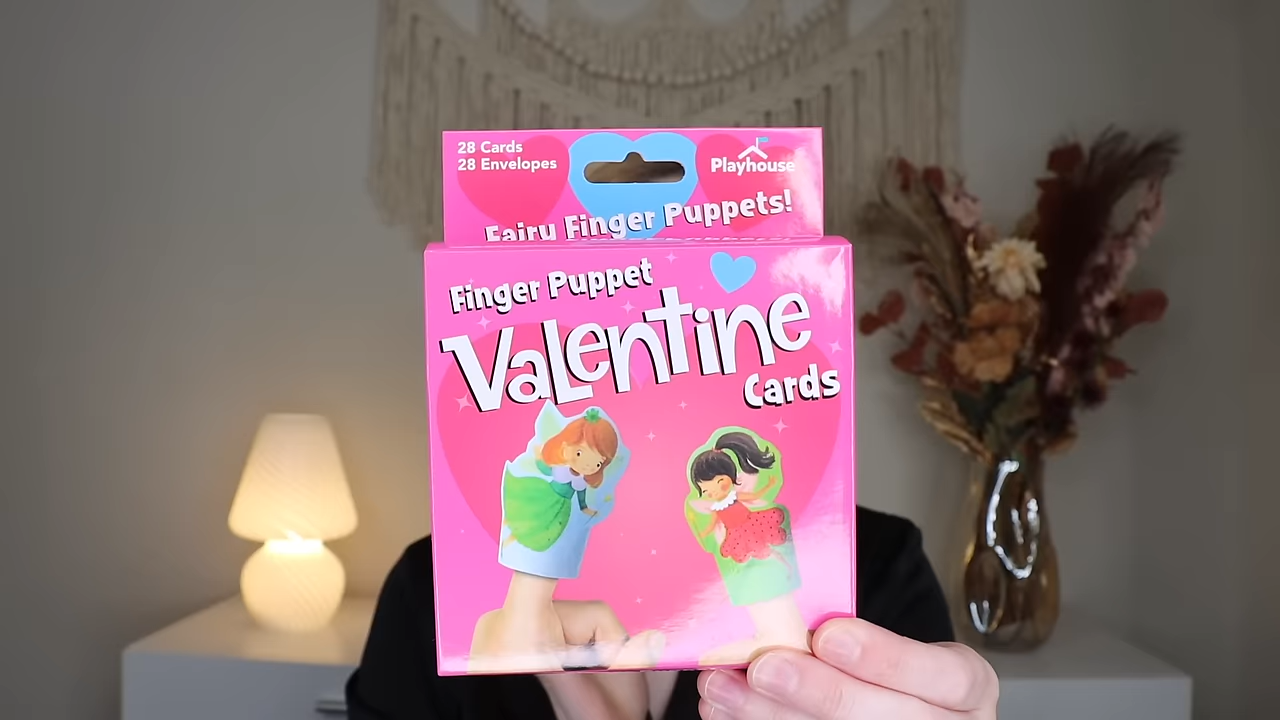 28 Cards
28 Envelopes
Playhouse
Fairy Finger Puppets!
Finger Puppet
Valentine
Cards